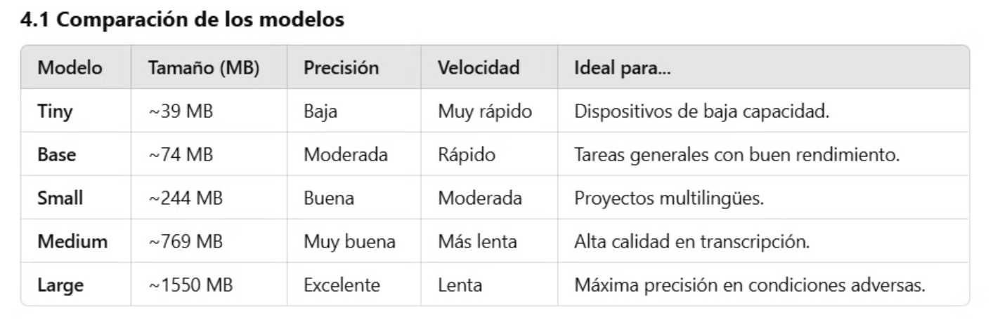 4.1 Comparación de los modelos
Modelo Tamaño (MB) Precisión Velocidad Ideal para...
Tiny ~39 MB Baja Muy rápido Dispositivos de baja capacidad.
Base ~74 MB Moderada Rápido Tareas generales con buen rendimiento.
Small ~244 MB Buena Moderada Proyectos multilingües.
Medium ~769 MB Muy buena Más lenta Alta calidad en transcripción.
Large ~1550 MB Excelente Lenta Máxima precisión en condiciones adversas.